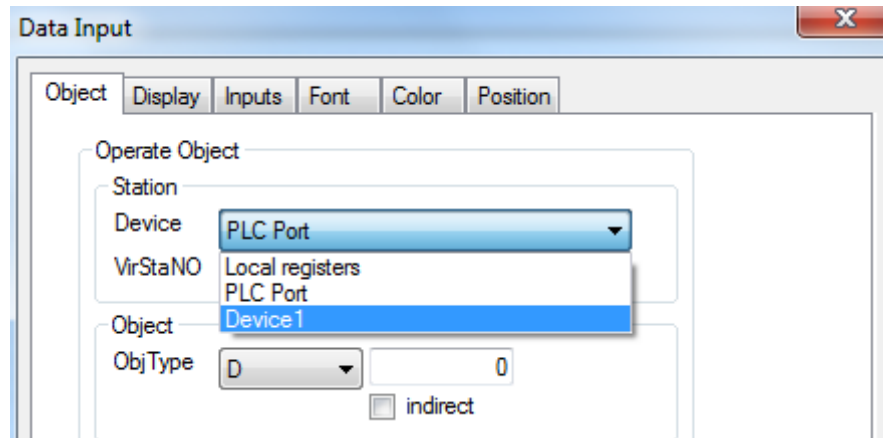 Data Input
Object Display Inputs Font Color Position
Operate Object
Station
Device PLC Port
VirStaNO Local registers
PLC Port
Device1
Object
ObjType D 0
indirect